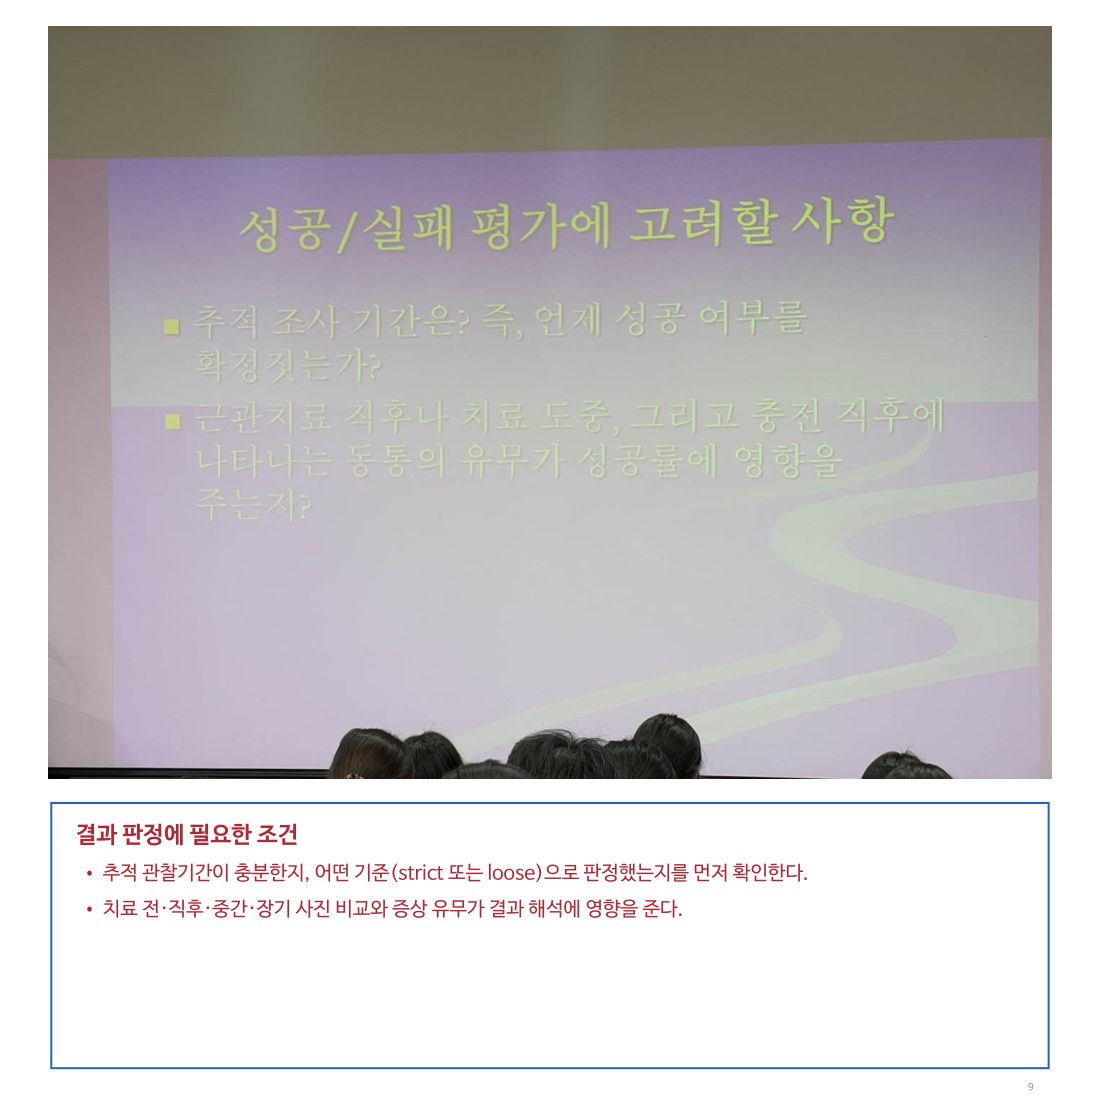 성공/실패 평가에 고려할 사항
■ 추적 조사 기간은? 즉, 언제 성공 여부를
확정짓는가?
■ 근관치료 직후나 치료 도중, 그리고 충전 직후에
나타나는 동통의 유무가 성공률에 영향을
주는지?
결과 판정에 필요한 조건
• 추적 관찰기간이 충분한지, 어떤 기준(strict 또는 loose)으로 판정했는지를 먼저 확인한다.
• 치료 전·직후·중간·장기 사진 비교와 증상 유무가 결과 해석에 영향을 준다.
9